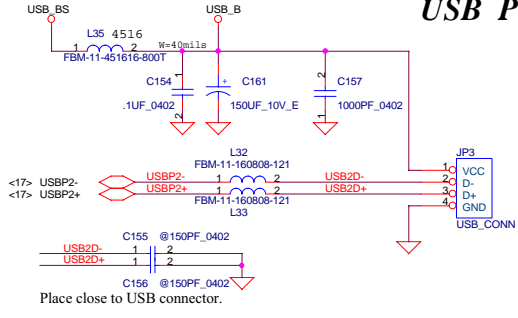 USB_BS
USB_B
USB P
L35 4516
1 2 W=40mils
FBM-11-451616-800T
C154 1
C161 +
2 C157
.1UF_0402 2
150UF_10V_E
1 1000PF_0402
L32
FBM-11-160808-121
JP3
<17> USBP2- USBP2- 1 2 USB2D- 1 VCC
<17> USBP2+ USBP2+ 1 2 USB2D+ 2 D-
FBM-11-160808-121 3 D+
L33 4 GND
USB_CONN
C155 @150PF_0402
USB2D- 1 2
USB2D+ 1 2
C156 @150PF_0402
Place close to USB connector.